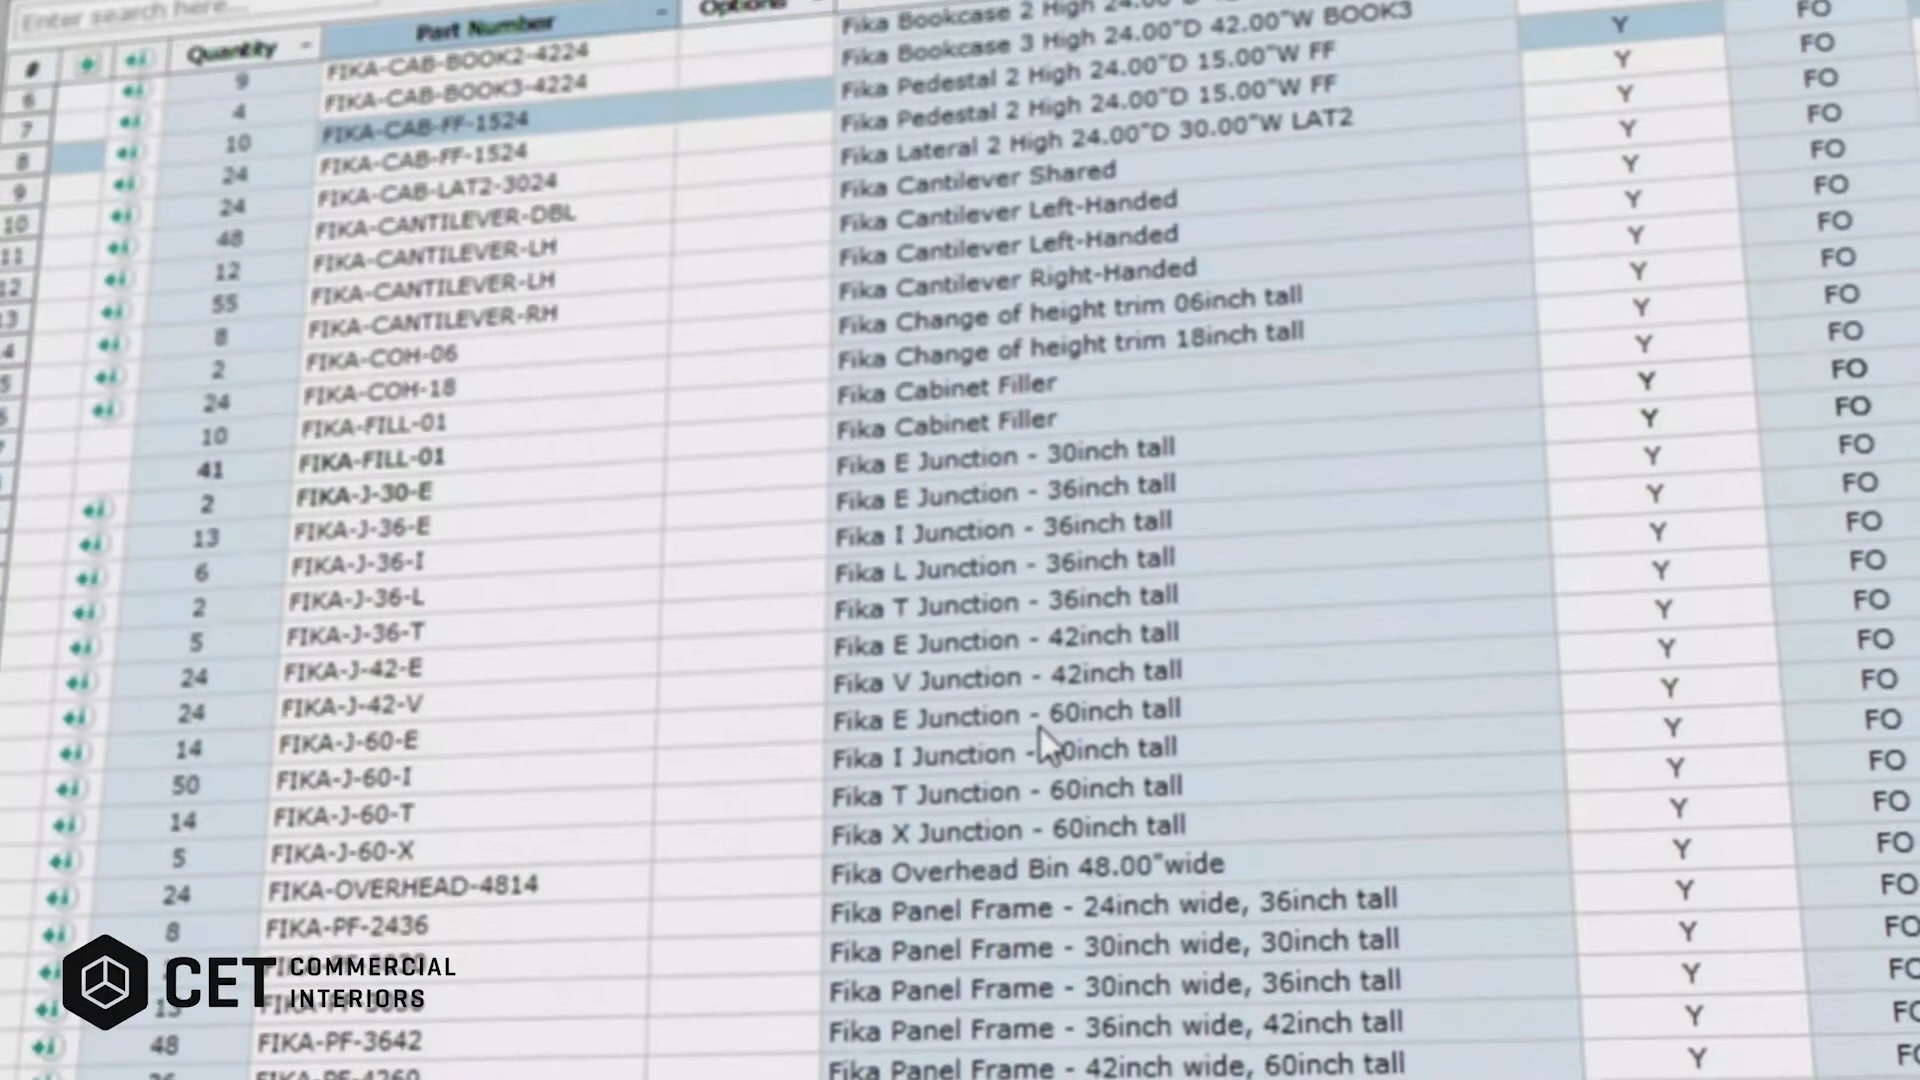 Enter search here...
# Quantity Part Number Options
6 9 FIKA-CAB-BOOK2-4224 Fika Bookcase 2 High
7 4 FIKA-CAB-BOOK3-4224 Fika Bookcase 3 High 24.00"D 42.00"W BOOK3
8 10 FIKA-CAB-FF-1524 Fika Pedestal 2 High 24.00"D 15.00"W FF Y FO
9 24 FIKA-CAB-FF-1524 Fika Pedestal 2 High 24.00"D 15.00"W FF Y FO
10 24 FIKA-CAB-LAT2-3024 Fika Lateral 2 High 24.00"D 30.00"W LAT2 Y FO
11 48 FIKA-CANTILEVER-DBL Fika Cantilever Shared Y FO
12 12 FIKA-CANTILEVER-LH Fika Cantilever Left-Handed Y FO
3 55 FIKA-CANTILEVER-LH Fika Cantilever Left-Handed Y FO
4 8 FIKA-CANTILEVER-RH Fika Cantilever Right-Handed Y FO
5 2 FIKA-COH-06 Fika Change of height trim 06inch tall Y FO
24 FIKA-COH-18 Fika Change of height trim 18inch tall Y FO
10 FIKA-FILL-01 Fika Cabinet Filler Y FO
41 FIKA-FILL-01 Fika Cabinet Filler Y FO
2 FIKA-J-30-E Fika E Junction - 30inch tall Y FO
13 FIKA-J-36-E Fika E Junction - 36inch tall Y FO
6 FIKA-J-36-I Fika I Junction - 36inch tall Y FO
2 FIKA-J-36-L Fika L Junction - 36inch tall Y FO
5 FIKA-J-36-T Fika T Junction - 36inch tall Y FO
24 FIKA-J-42-E Fika E Junction - 42inch tall Y FO
24 FIKA-J-42-V Fika V Junction - 42inch tall Y FO
14 FIKA-J-60-E Fika E Junction - 60inch tall Y FO
50 FIKA-J-60-I Fika I Junction - 0inch tall Y FO
14 FIKA-J-60-T Fika T Junction - 60inch tall Y FO
5 FIKA-J-60-X Fika X Junction - 60inch tall Y FO
24 FIKA-OVERHEAD-4814 Fika Overhead Bin 48.00"wide Y FO
8 FIKA-PF-2436 Fika Panel Frame - 24inch wide, 36inch tall Y FO
Fika Panel Frame - 30inch wide, 30inch tall Y FO
Fika Panel Frame - 30inch wide, 36inch tall Y FO
48 FIKA-PF-3642 Fika Panel Frame - 36inch wide, 42inch tall Y FO
FIKA-PF-4260 Fika Panel Frame - 42inch wide, 60inch tall Y FO
CET COMMERCIAL
INTERIORS